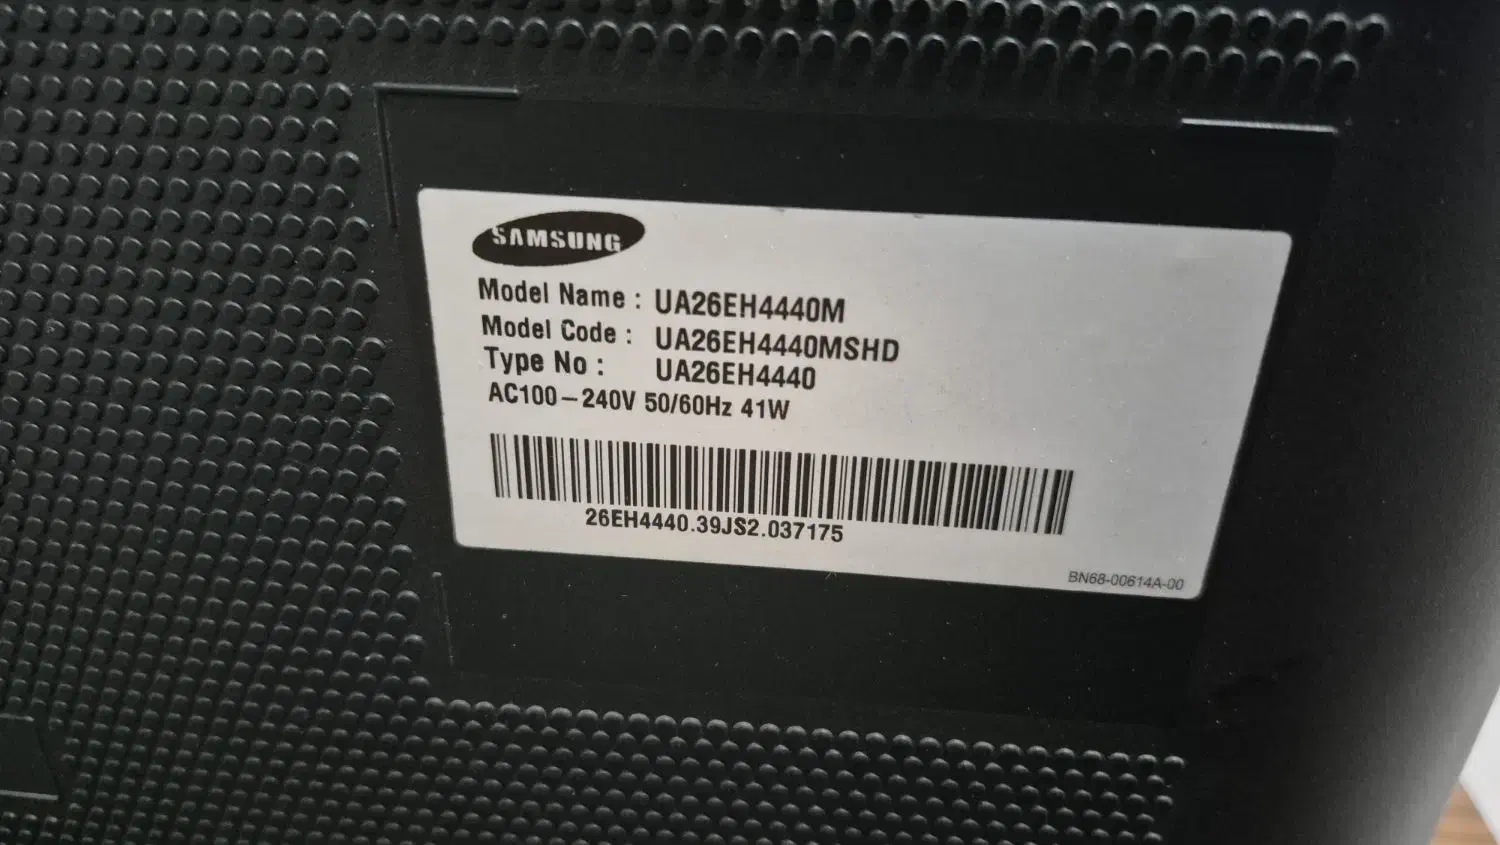 SAMSUNG
Model Name : UA26EH4440M
Model Code : UA26EH4440MSHD
Type No : UA26EH4440
AC100–240V 50/60Hz 41W
26EH4440.39JS2.037175
BN68-00614A-00